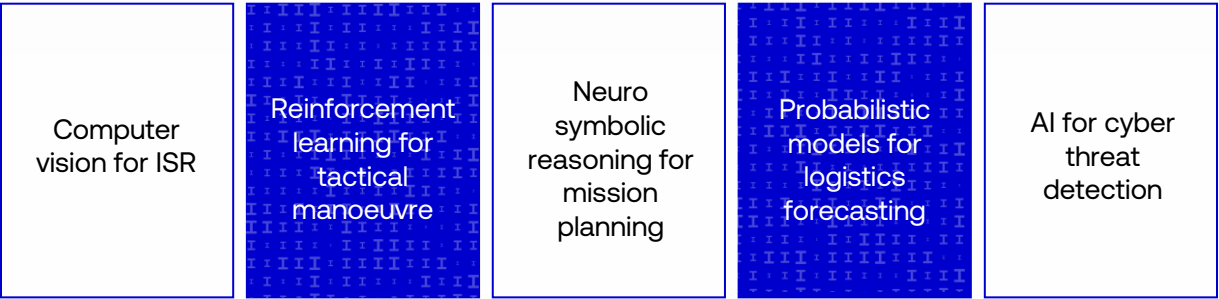 Computer
vision for ISR
Reinforcement
learning for
tactical
manoeuvre
Neuro
symbolic
reasoning for
mission
planning
Probabilistic
models for
logistics
forecasting
AI for cyber
threat
detection